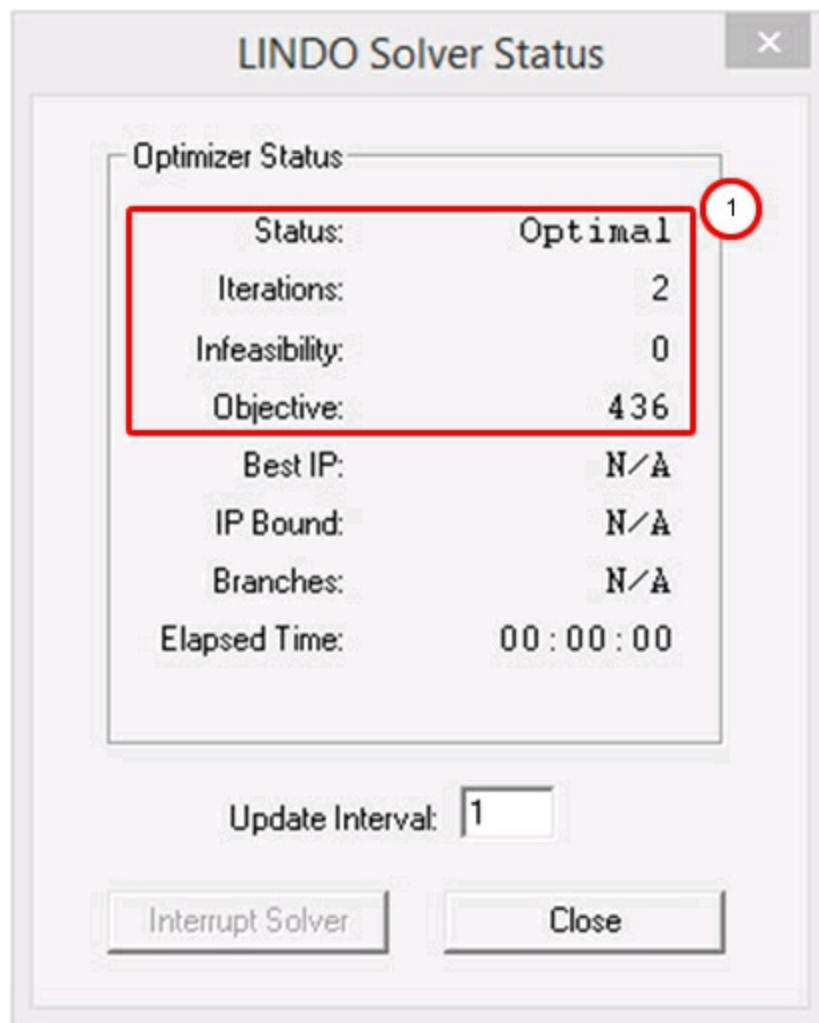 LINDO Solver Status
×
Optimizer Status
1
Status: Optimal
Iterations: 2
Infeasibility: 0
Objective: 436
Best IP: N/A
IP Bound: N/A
Branches: N/A
Elapsed Time: 00:00:00
Update Interval: 1
Interrupt Solver Close